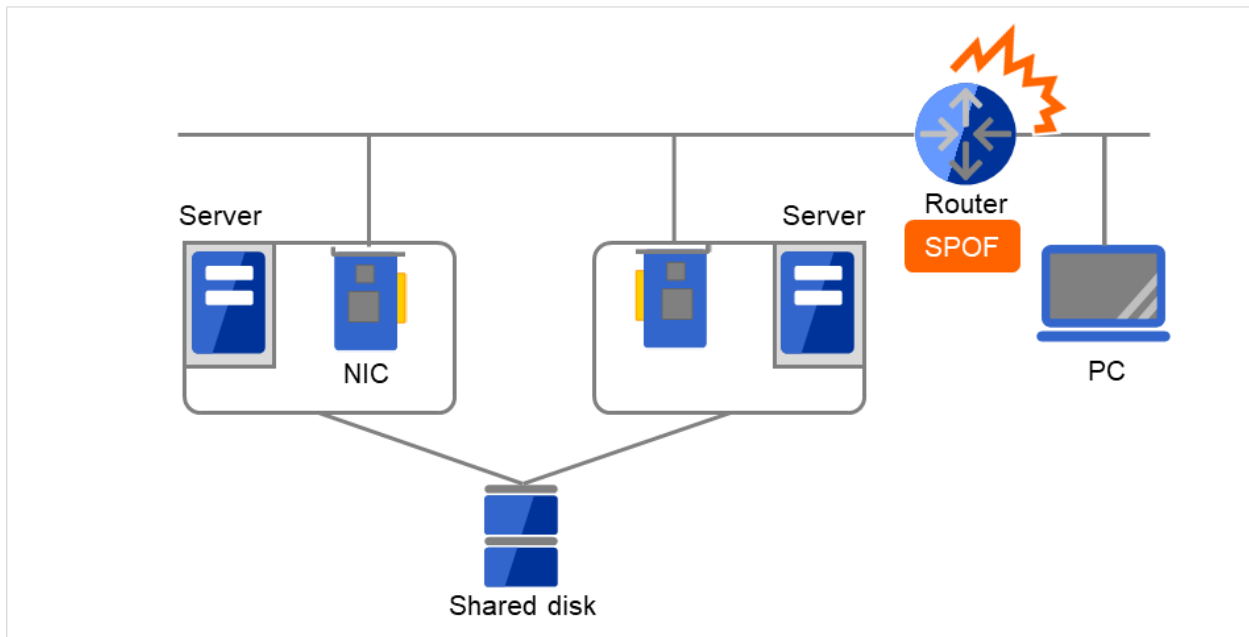 Server
Server
Router
SPOF
NIC
PC
Shared disk